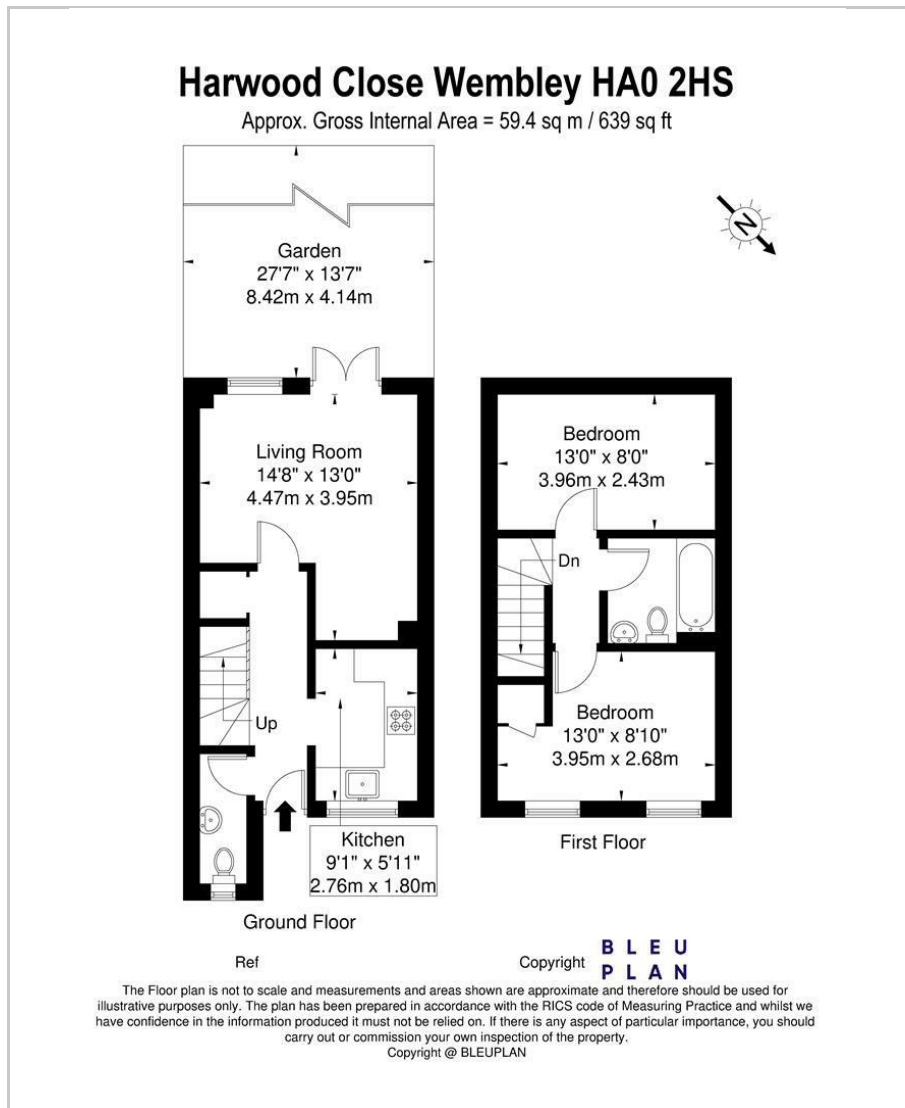 Harwood Close Wembley HA0 2HS
Approx. Gross Internal Area = 59.4 sq m / 639 sq ft
N
Garden
27'7" x 13'7"
8.42m x 4.14m
Living Room
14'8" x 13'0"
4.47m x 3.95m
Up
Kitchen
9'1" x 5'11"
2.76m x 1.80m
Ground Floor
Bedroom
13'0" x 8'0"
3.96m x 2.43m
Dn
Bedroom
13'0" x 8'10"
3.95m x 2.68m
First Floor
Ref
Copyright
BLEU
PLAN
The Floor plan is not to scale and measurements and areas shown are approximate and therefore should be used for
illustrative purposes only. The plan has been prepared in accordance with the RICS code of Measuring Practice and whilst we
have confidence in the information produced it must not be relied on. If there is any aspect of particular importance, you should
carry out or commission your own inspection of the property.
Copyright @ BLEUPLAN